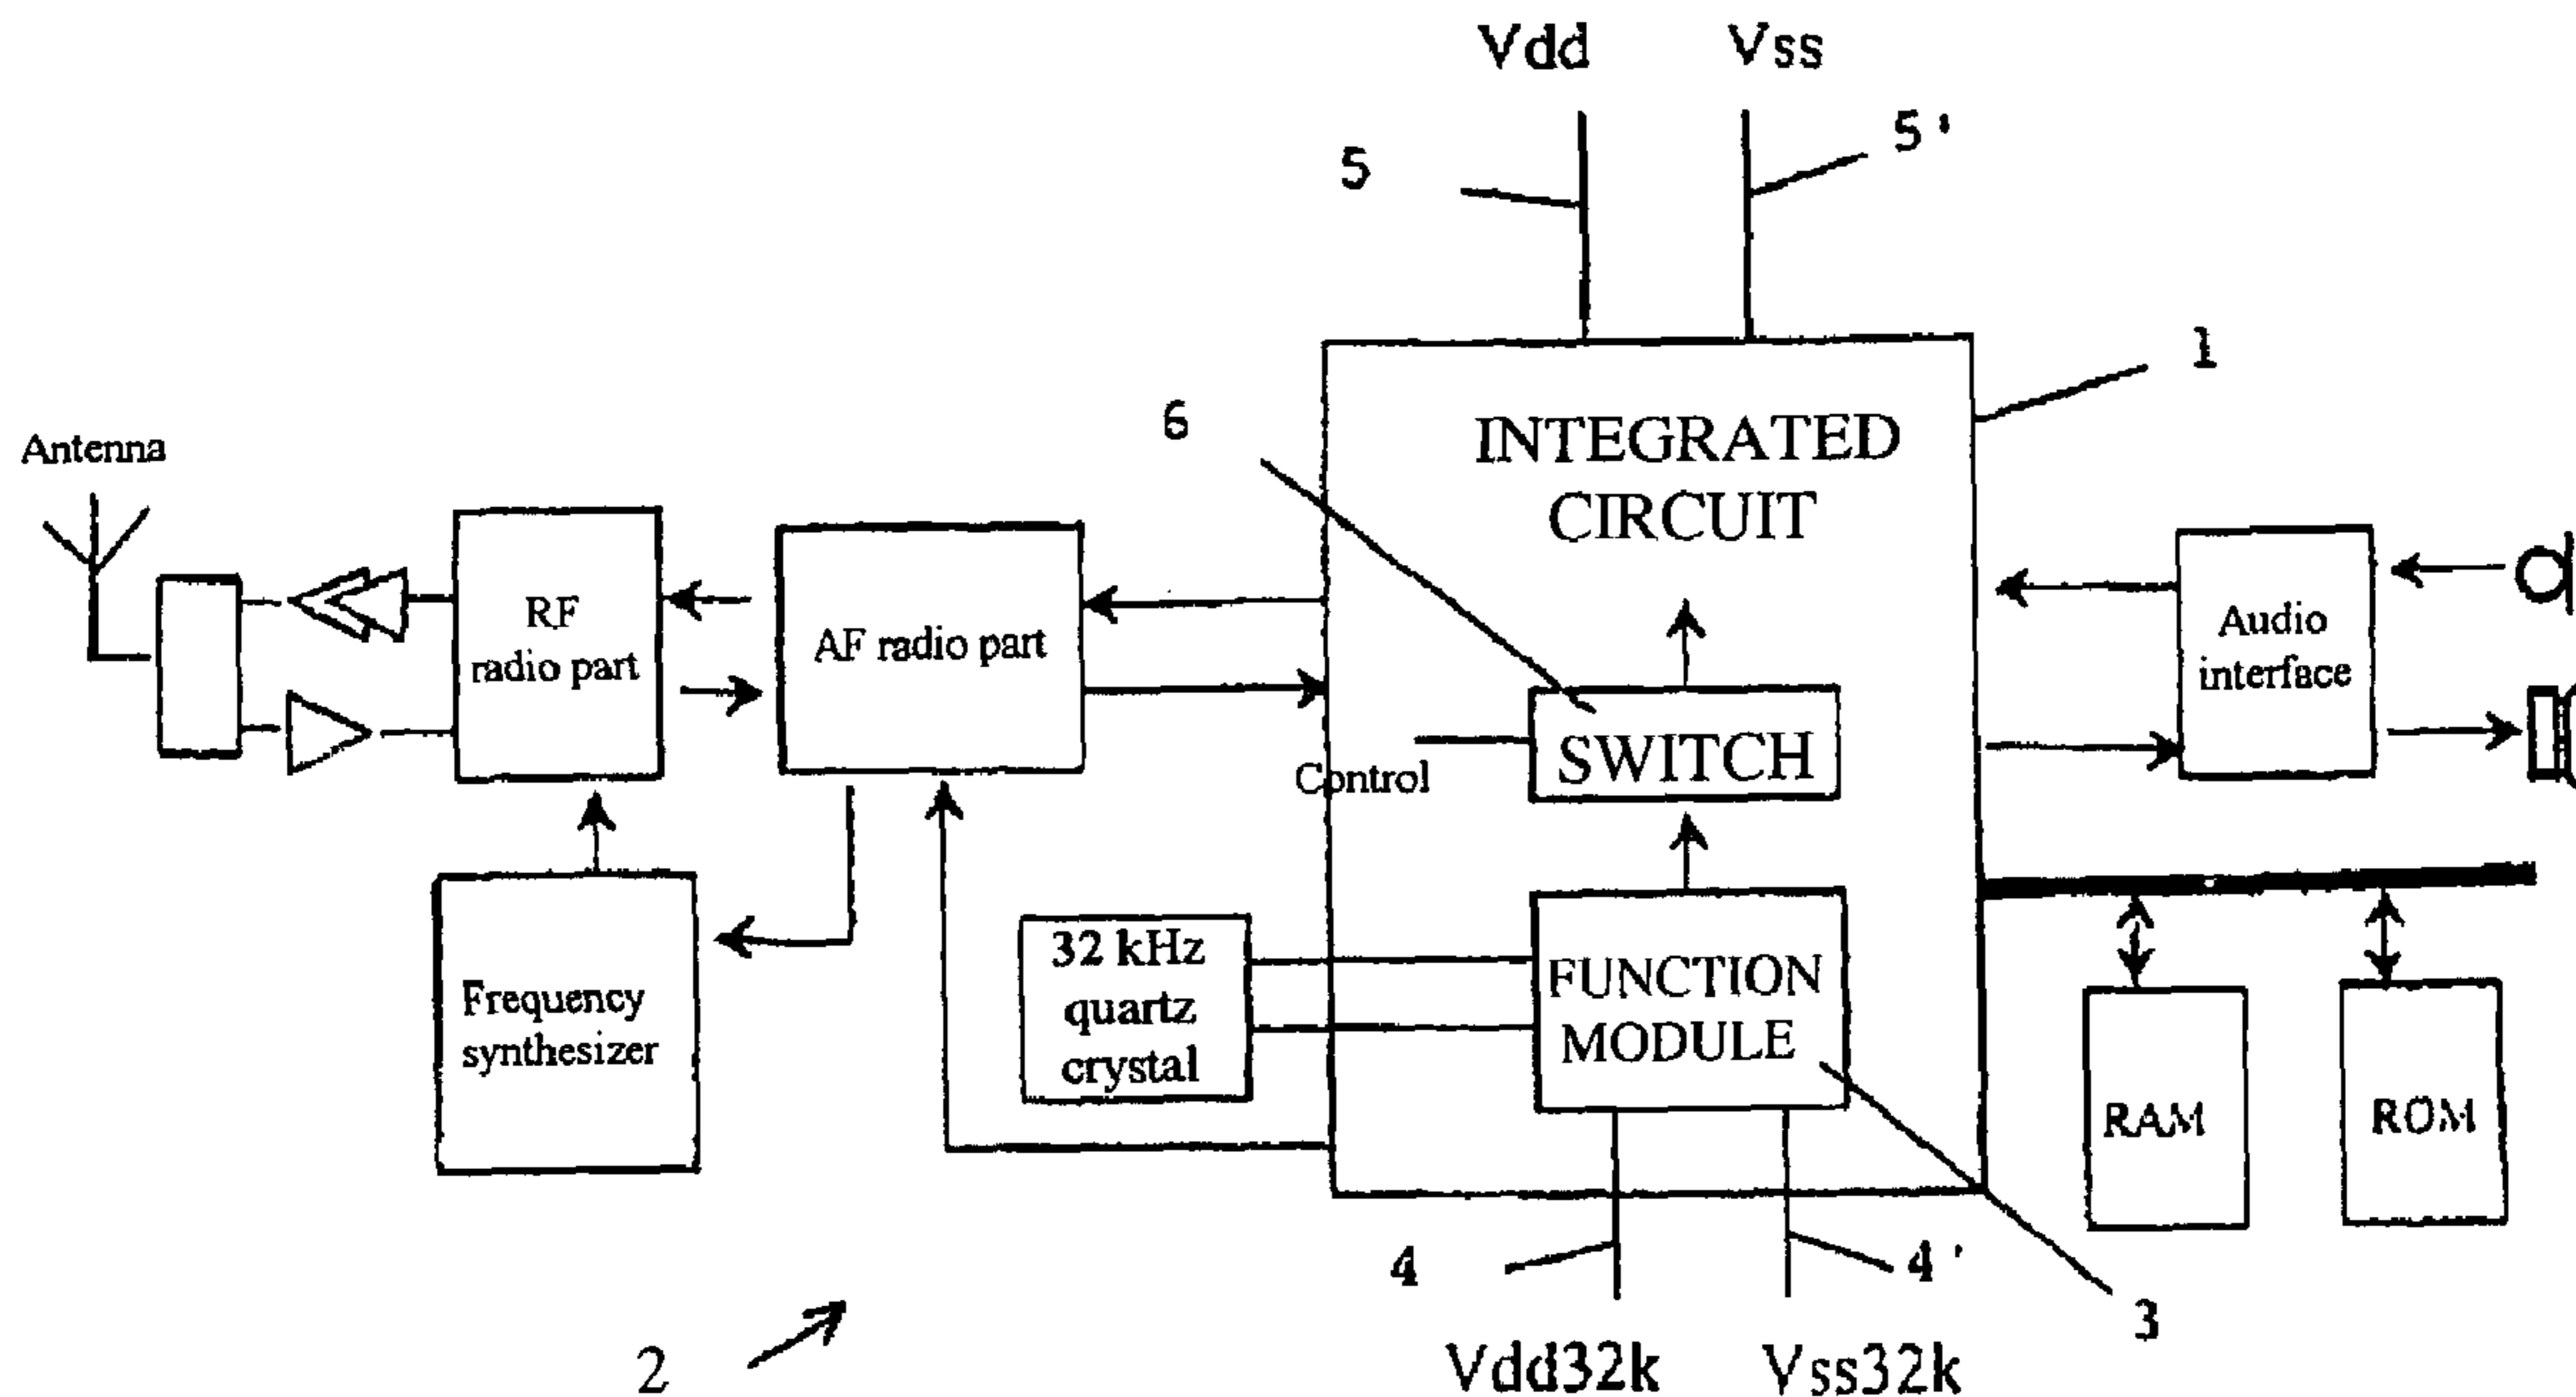 Vdd Vss
5 5'
1
6
INTEGRATED
CIRCUIT
Antenna
RF
radio part
AF radio part
Audio
interface
SWITCH
Control
32 kHz
quartz
crystal
FUNCTION
MODULE
Frequency
synthesizer
RAM
ROM
4 4'
3
2
Vdd32k Vss32k